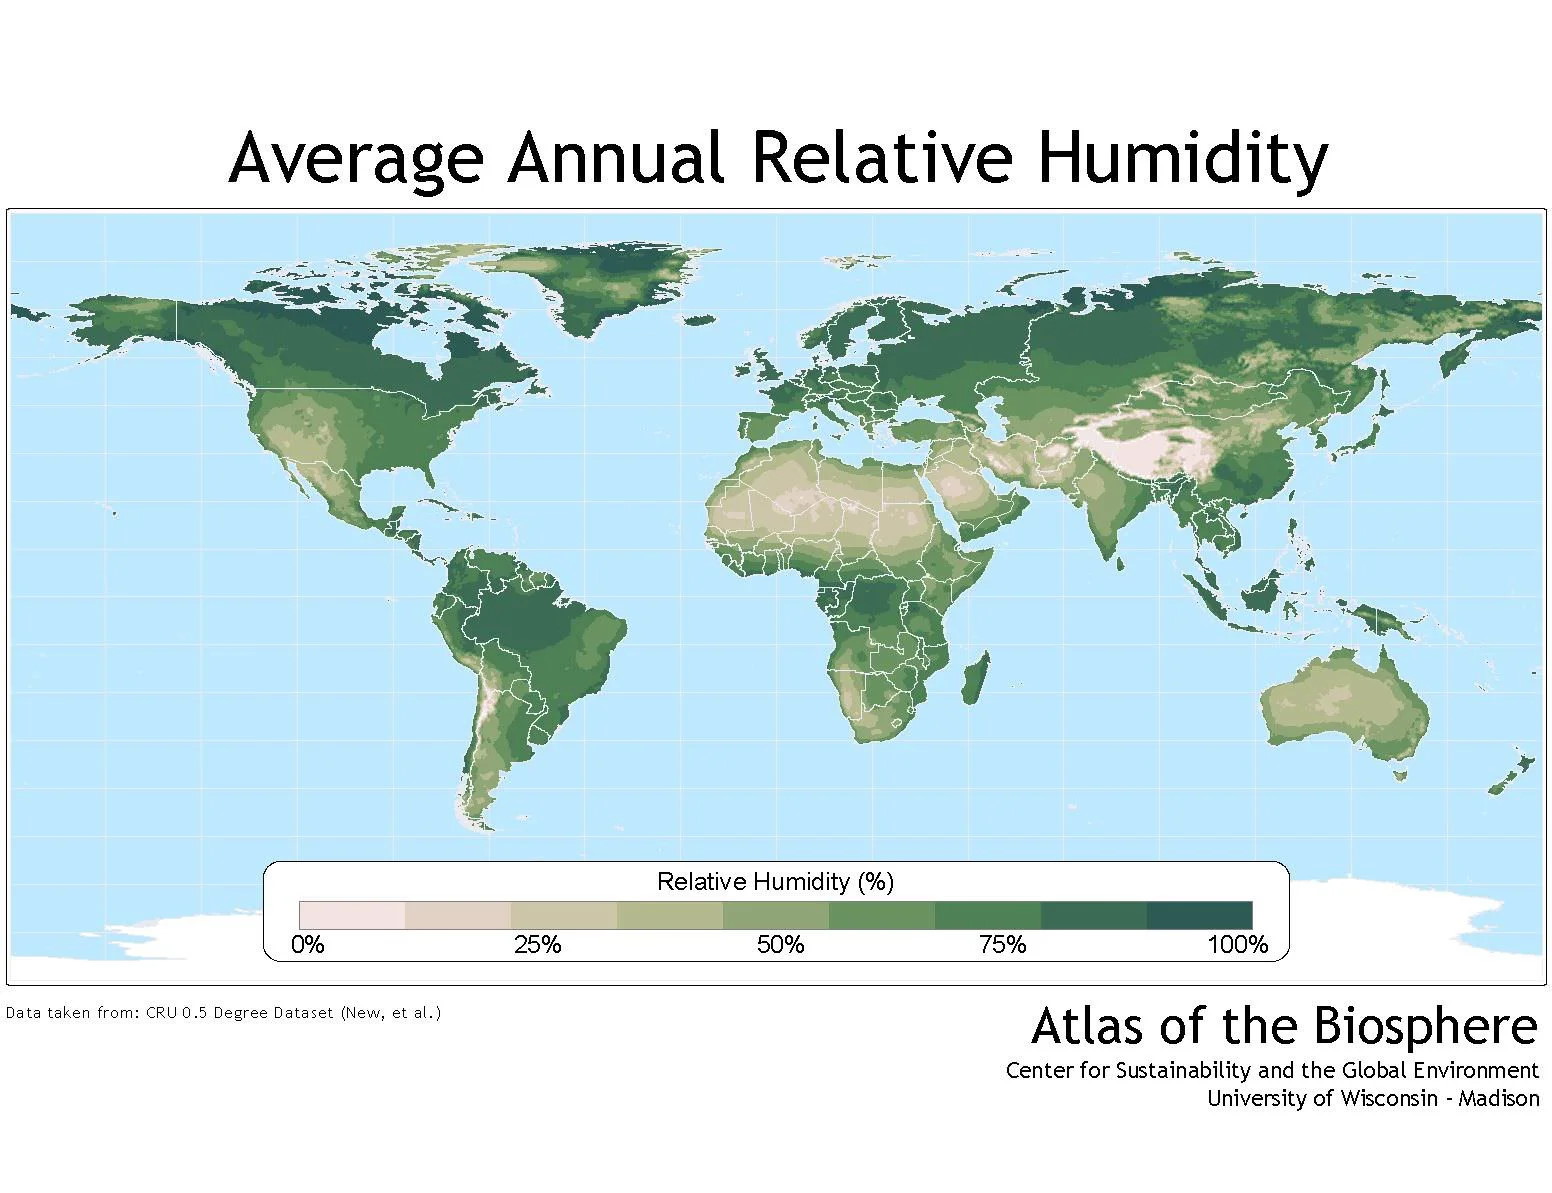 Average Annual Relative Humidity
Relative Humidity (%)
0% 25% 50% 75% 100%
Data taken from: CRU 0.5 Degree Dataset (New, et al.)
Atlas of the Biosphere
Center for Sustainability and the Global Environment
University of Wisconsin - Madison